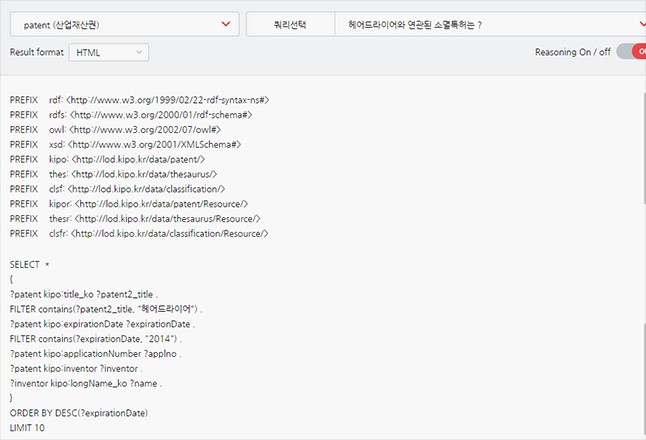 patent (산업재산권) 쿼리선택 헤어드라이어와 연관된 소멸특허는 ?
Result format HTML Reasoning On / off
PREFIX rdf: <http://www.w3.org/1999/02/22-rdf-syntax-ns#>
PREFIX rdfs: <http://www.w3.org/2000/01/rdf-schema#>
PREFIX owl: <http://www.w3.org/2002/07/owl#>
PREFIX xsd: <http://www.w3.org/2001/XMLSchema#>
PREFIX kipo: <http://lod.kipo.kr/data/patent/>
PREFIX thes: <http://lod.kipo.kr/data/thesaurus/>
PREFIX clsf: <http://lod.kipo.kr/data/classification/>
PREFIX kipor: <http://lod.kipo.kr/data/patent/Resource/>
PREFIX thesr: <http://lod.kipo.kr/data/thesaurus/Resource/>
PREFIX clsfr: <http://lod.kipo.kr/data/classification/Resource/>
SELECT *
{
?patent kipo:title_ko ?patent2_title .
FILTER contains(?patent2_title, "헤어드라이어") .
?patent kipo:expirationDate ?expirationDate .
FILTER contains(?expirationDate, "2014") .
?patent kipo:applicationNumber ?applno .
?patent kipo:inventor ?inventor .
?inventor kipo:longName_ko ?name .
}
ORDER BY DESC(?expirationDate)
LIMIT 10